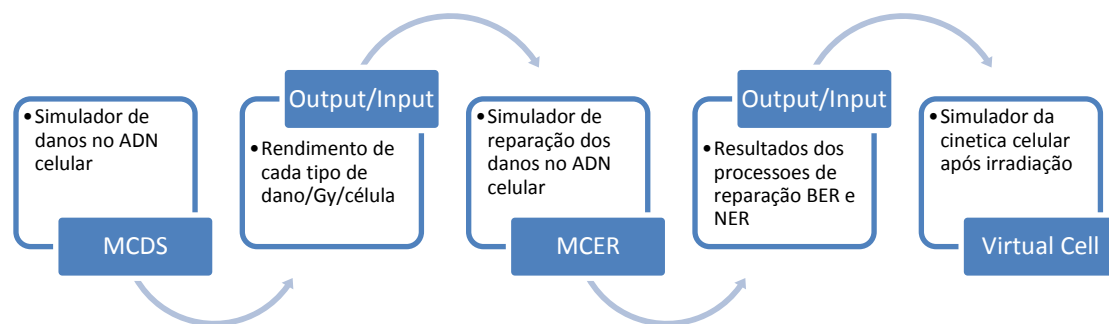 •Simulador de
danos no ADN
celular
MCDS
Output/Input
•Rendimento de
cada tipo de
dano/Gy/célula
•Simulador de
reparação dos
danos no ADN
celular
MCER
Output/Input
•Resultados dos
processoes de
reparação BER e
NER
•Simulador da
cinetica celular
após irradiação
Virtual Cell